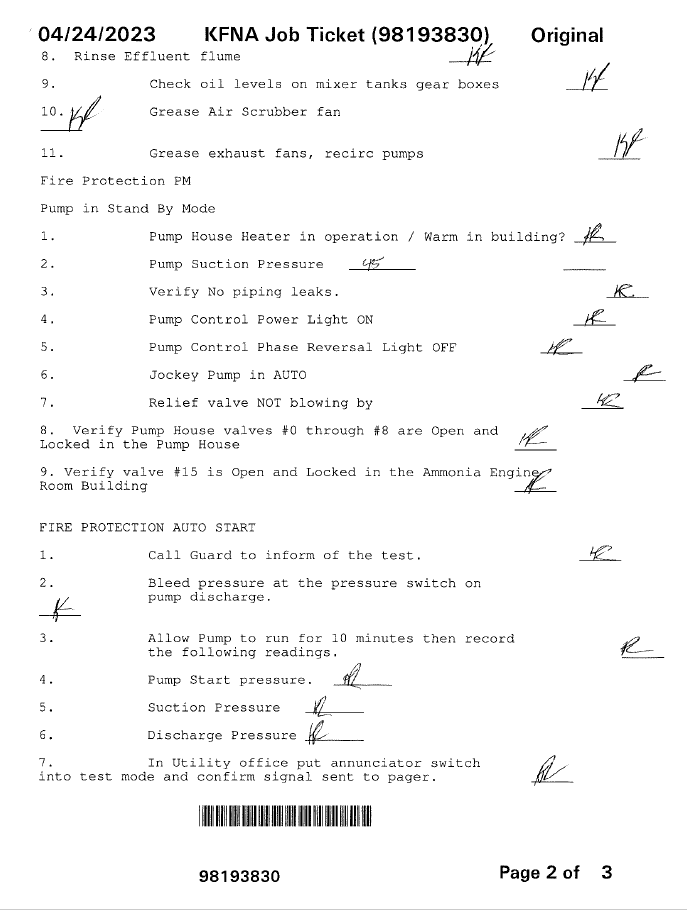 04/24/2023 KFNA Job Ticket (98193830) Original
8. Rinse Effluent flume
9. Check oil levels on mixer tanks gear boxes
10. Grease Air Scrubber fan
11. Grease exhaust fans, recirc pumps
Fire Protection PM
Pump in Stand By Mode
1. Pump House Heater in operation / Warm in building?
2. Pump Suction Pressure 45
3. Verify No piping leaks.
4. Pump Control Power Light ON
5. Pump Control Phase Reversal Light OFF
6. Jockey Pump in AUTO
7. Relief valve NOT blowing by
8. Verify Pump House valves #0 through #8 are Open and
Locked in the Pump House
9. Verify valve #15 is Open and Locked in the Ammonia Engine
Room Building
FIRE PROTECTION AUTO START
1. Call Guard to inform of the test.
2. Bleed pressure at the pressure switch on
pump discharge.
3. Allow Pump to run for 10 minutes then record
the following readings.
4. Pump Start pressure.
5. Suction Pressure
6. Discharge Pressure
7. In Utility office put annunciator switch
into test mode and confirm signal sent to pager.
98193830 Page 2 of 3